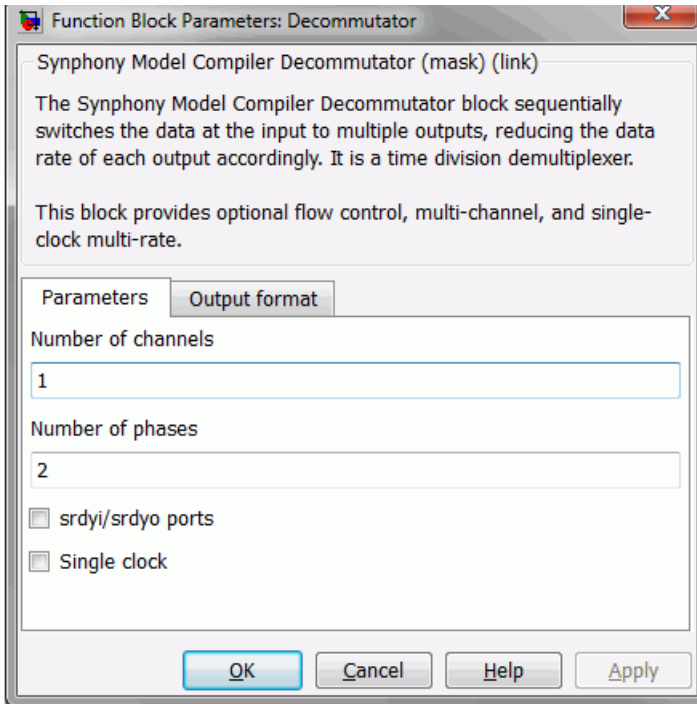 Function Block Parameters: Decommutator
Synphony Model Compiler Decommutator (mask) (link)
The Synphony Model Compiler Decommutator block sequentially
switches the data at the input to multiple outputs, reducing the data
rate of each output accordingly. It is a time division demultiplexer.
This block provides optional flow control, multi-channel, and single-
clock multi-rate.
Parameters Output format
Number of channels
1
Number of phases
2
srdyi/srdyo ports
Single clock
OK Cancel Help Apply